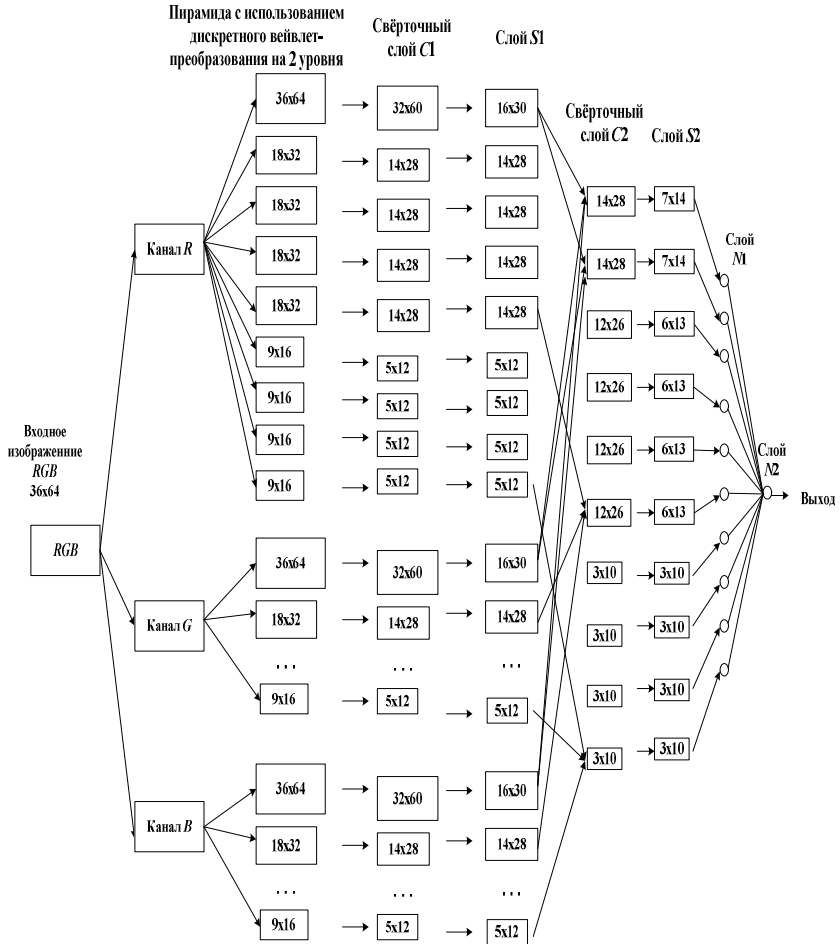 Пирамида с использованием
дискретного вейвлет-
преобразования на 2 уровня
Свёрточный
слой C1
Слой S1
Свёрточный
слой C2
Слой S2
Слой
N1
Слой
N2
Выход
Входное
изображенние
RGB
36x64
RGB
Канал R
36x64
32x60
16x30
18x32
14x28
14x28
18x32
14x28
14x28
18x32
14x28
14x28
18x32
14x28
14x28
9x16
5x12
5x12
9x16
5x12
5x12
9x16
5x12
5x12
9x16
5x12
5x12
Канал G
36x64
32x60
16x30
18x32
14x28
14x28
...
...
...
9x16
5x12
5x12
Канал B
36x64
32x60
16x30
18x32
14x28
14x28
...
...
...
9x16
5x12
5x12
14x28
7x14
14x28
7x14
12x26
6x13
12x26
6x13
12x26
6x13
12x26
6x13
3x10
3x10
3x10
3x10
3x10
3x10
3x10
3x10